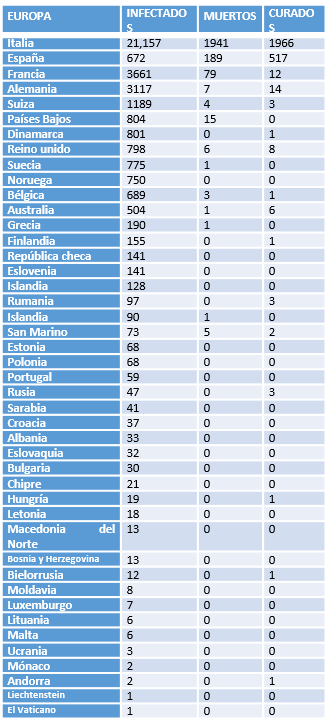 EUROPA INFECTADO S MUERTOS CURADO S
Italia 21,157 1941 1966
España 672 189 517
Francia 3661 79 12
Alemania 3117 7 14
Suiza 1189 4 3
Países Bajos 804 15 0
Dinamarca 801 0 1
Reino unido 798 6 8
Suecia 775 1 0
Noruega 750 0 0
Bélgica 689 3 1
Australia 504 1 6
Grecia 190 1 0
Finlandia 155 0 1
República checa 141 0 0
Eslovenia 141 0 0
Islandia 128 0 0
Rumania 97 0 3
Islandia 90 1 0
San Marino 73 5 2
Estonia 68 0 0
Polonia 68 0 0
Portugal 59 0 0
Rusia 47 0 3
Sarabia 41 0 0
Croacia 37 0 0
Albania 33 0 0
Eslovaquia 32 0 0
Bulgaria 30 0 0
Chipre 21 0 0
Hungría 19 0 1
Letonia 18 0 0
Macedonia del 13 0 0
Norte
Bosnia y Herzegovina 13 0 0
Bielorrusia 12 0 1
Moldavia 8 0 0
Luxemburgo 7 0 0
Lituania 6 0 0
Malta 6 0 0
Ucrania 3 0 0
Mónaco 2 0 0
Andorra 2 0 1
Liechtenstein 1 0 0
El Vaticano 1 0 0